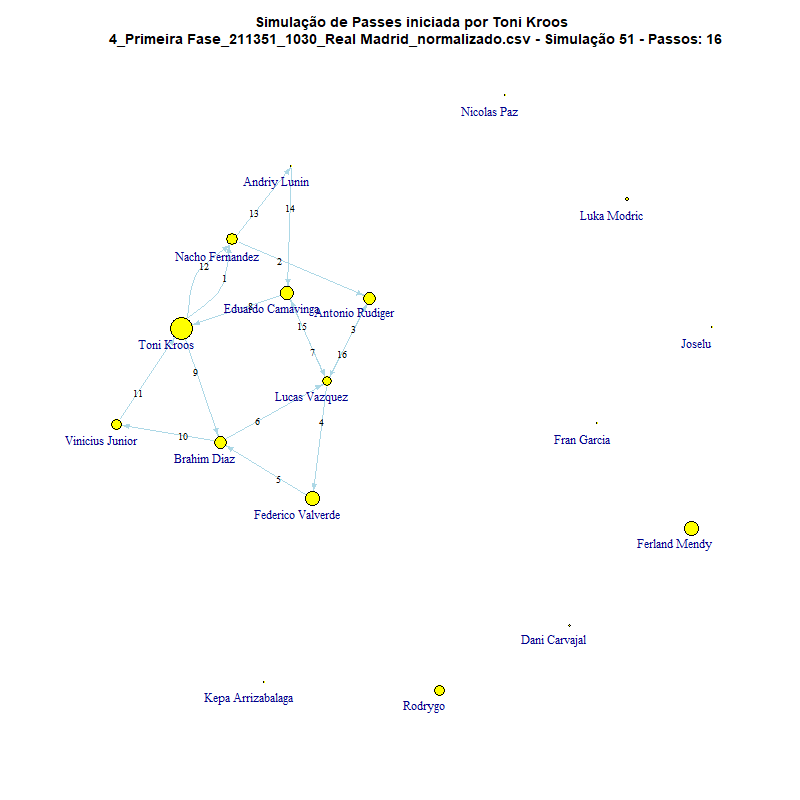 Simulação de Passes iniciada por Toni Kroos
4_Primeira Fase_211351_1030_Real Madrid_normalizado.csv - Simulação 51 - Passos: 16
Nicolas Paz
Andriy Lunin
13
14
Luka Modric
Nacho Fernandez
12
2
1
Eduardo Camavinga
8
Antonio Rudiger
15
3
Toni Kroos
Joselu
7
16
9
11
Lucas Vazquez
6
4
Vinicius Junior
10
Fran Garcia
Brahim Diaz
5
Federico Valverde
Ferland Mendy
Dani Carvajal
Kepa Arrizabalaga
Rodrygo